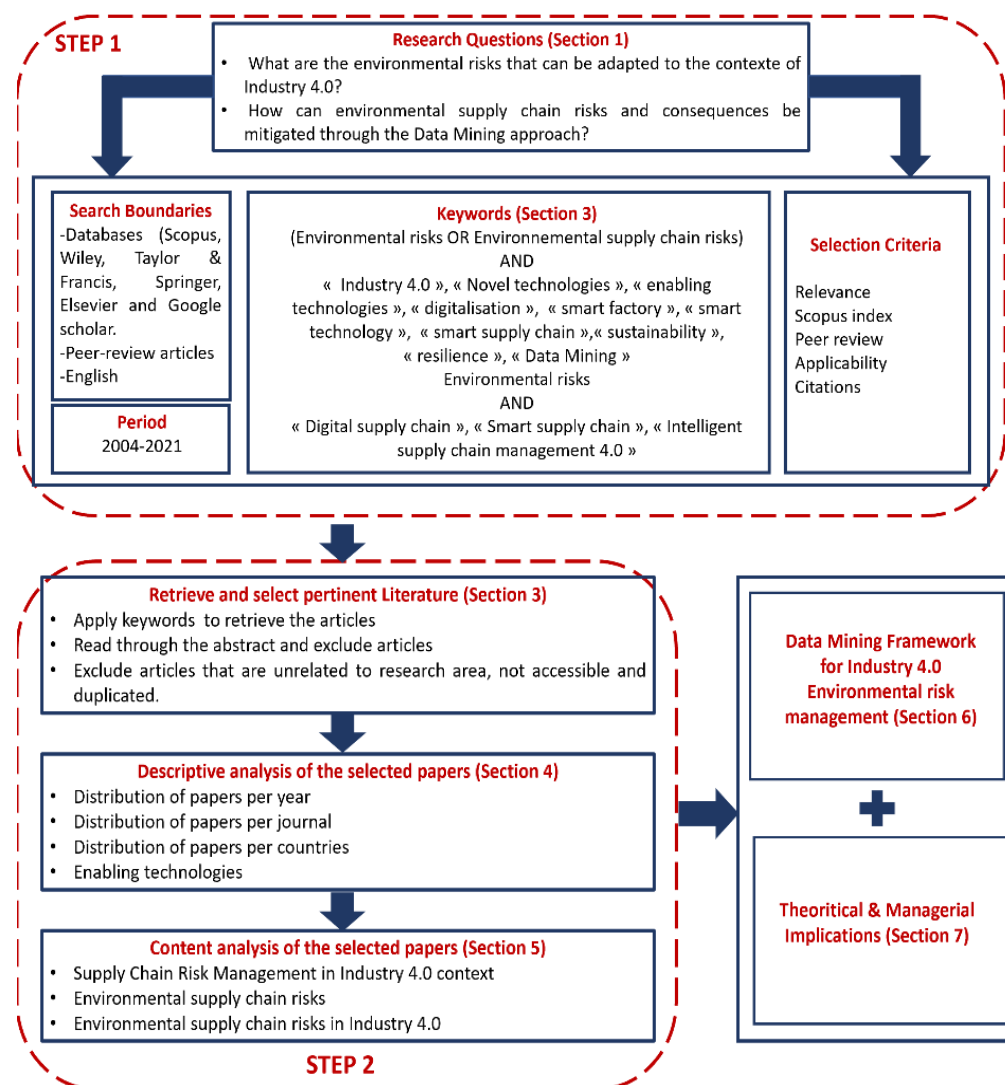 STEP 1
Research Questions (Section 1)
• What are the environmental risks that can be adapted to the contexte of
Industry 4.0?
• How can environmental supply chain risks and consequences be
mitigated through the Data Mining approach?
Search Boundaries
-Databases (Scopus,
Wiley, Taylor &
Francis, Springer,
Elsevier and Google
scholar.
-Peer-review articles
-English
Period
2004-2021
Keywords (Section 3)
(Environmental risks OR Environnemental supply chain risks)
AND
« Industry 4.0 », « Novel technologies », « enabling
technologies », « digitalisation », « smart factory », « smart
technology », « smart supply chain »,« sustainability »,
« resilience », « Data Mining »
Environmental risks
AND
« Digital supply chain », « Smart supply chain », « Intelligent
supply chain management 4.0 »
Selection Criteria
Relevance
Scopus index
Peer review
Applicability
Citations
Retrieve and select pertinent Literature (Section 3)
• Apply keywords to retrieve the articles
• Read through the abstract and exclude articles
• Exclude articles that are unrelated to research area, not accessible and
duplicated.
Descriptive analysis of the selected papers (Section 4)
• Distribution of papers per year
• Distribution of papers per journal
• Distribution of papers per countries
• Enabling technologies
Content analysis of the selected papers (Section 5)
• Supply Chain Risk Management in Industry 4.0 context
• Environmental supply chain risks
• Environmental supply chain risks in Industry 4.0
STEP 2
Data Mining Framework
for Industry 4.0
Environmental risk
management (Section 6)
Theoritical & Managerial
Implications (Section 7)